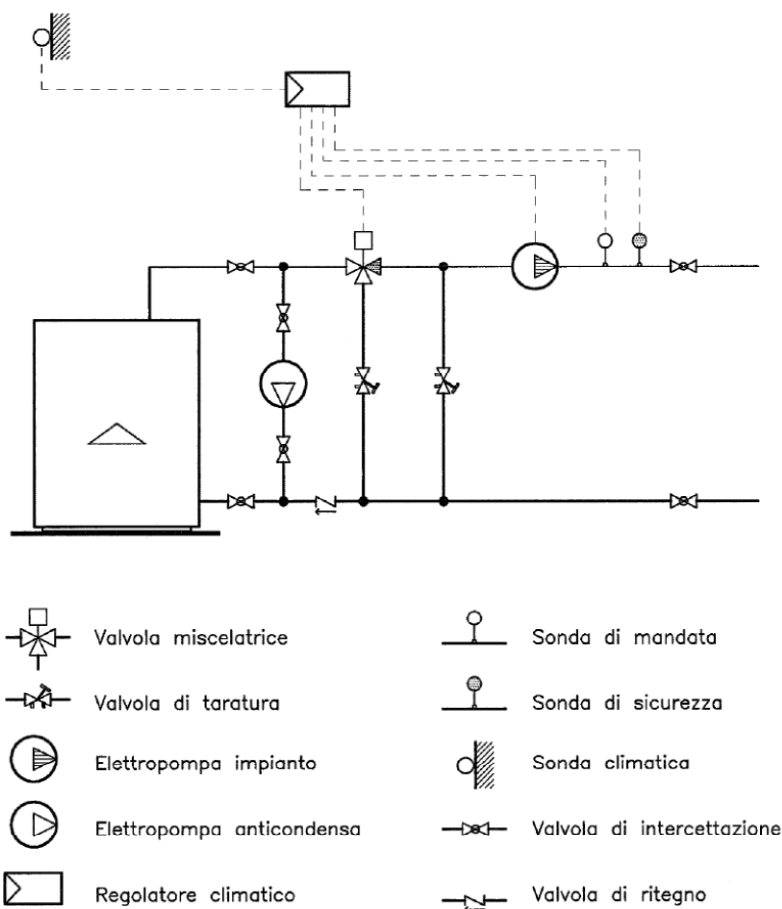 Valvola miscelatrice
Sonda di mandata
Valvola di taratura
Sonda di sicurezza
Elettropompa impianto
Sonda climatica
Elettropompa anticondensa
Valvola di intercettazione
Regolatore climatico
Valvola di ritegno